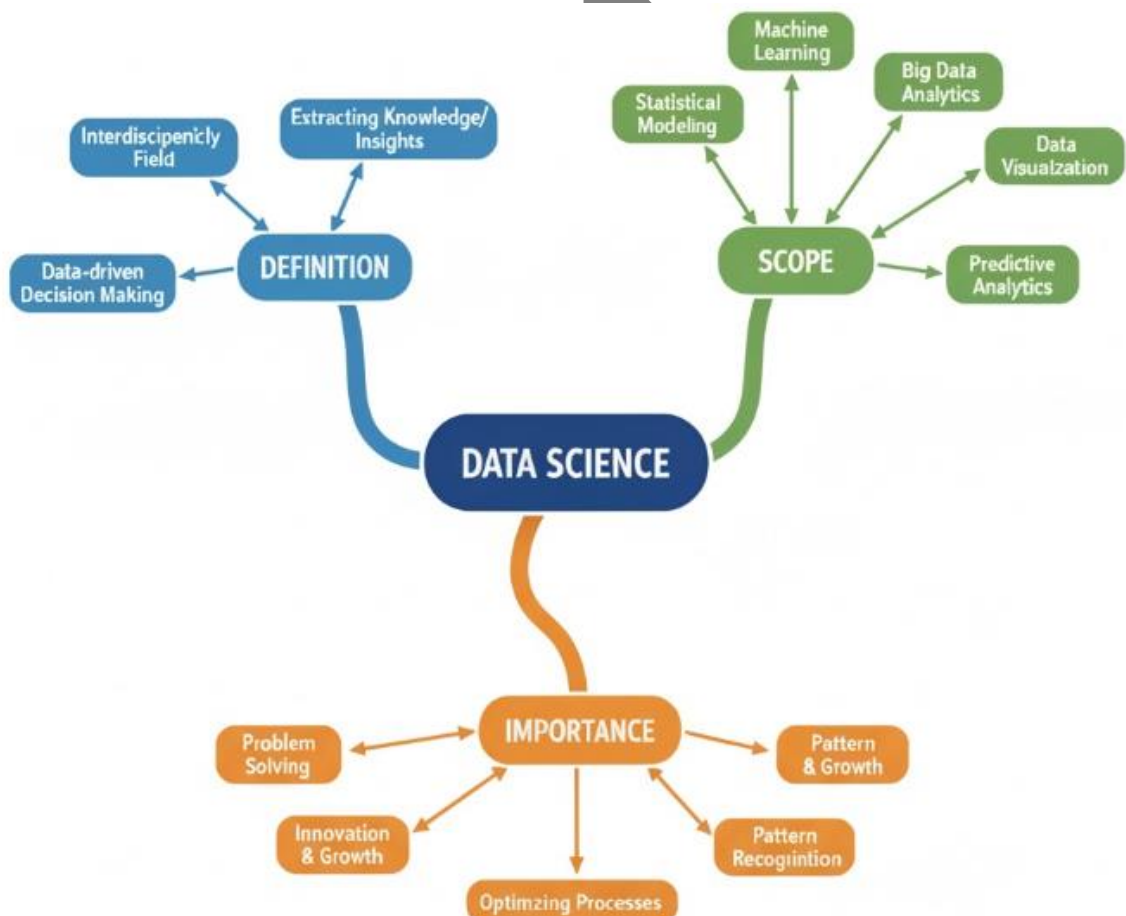 Machine
Learning
Big Data
Analytics
Statistical
Modeling
Data
Visualzation
Predictive
Analytics
SCOPE
Extracting Knowledge/
Insights
Interdiscipenicly
Field
Data-driven
Decision Making
DEFINITION
DATA SCIENCE
IMPORTANCE
Problem
Solving
Innovation
& Growth
Optimzing Processes
Pattern
Recogiintion
Pattern
& Growth